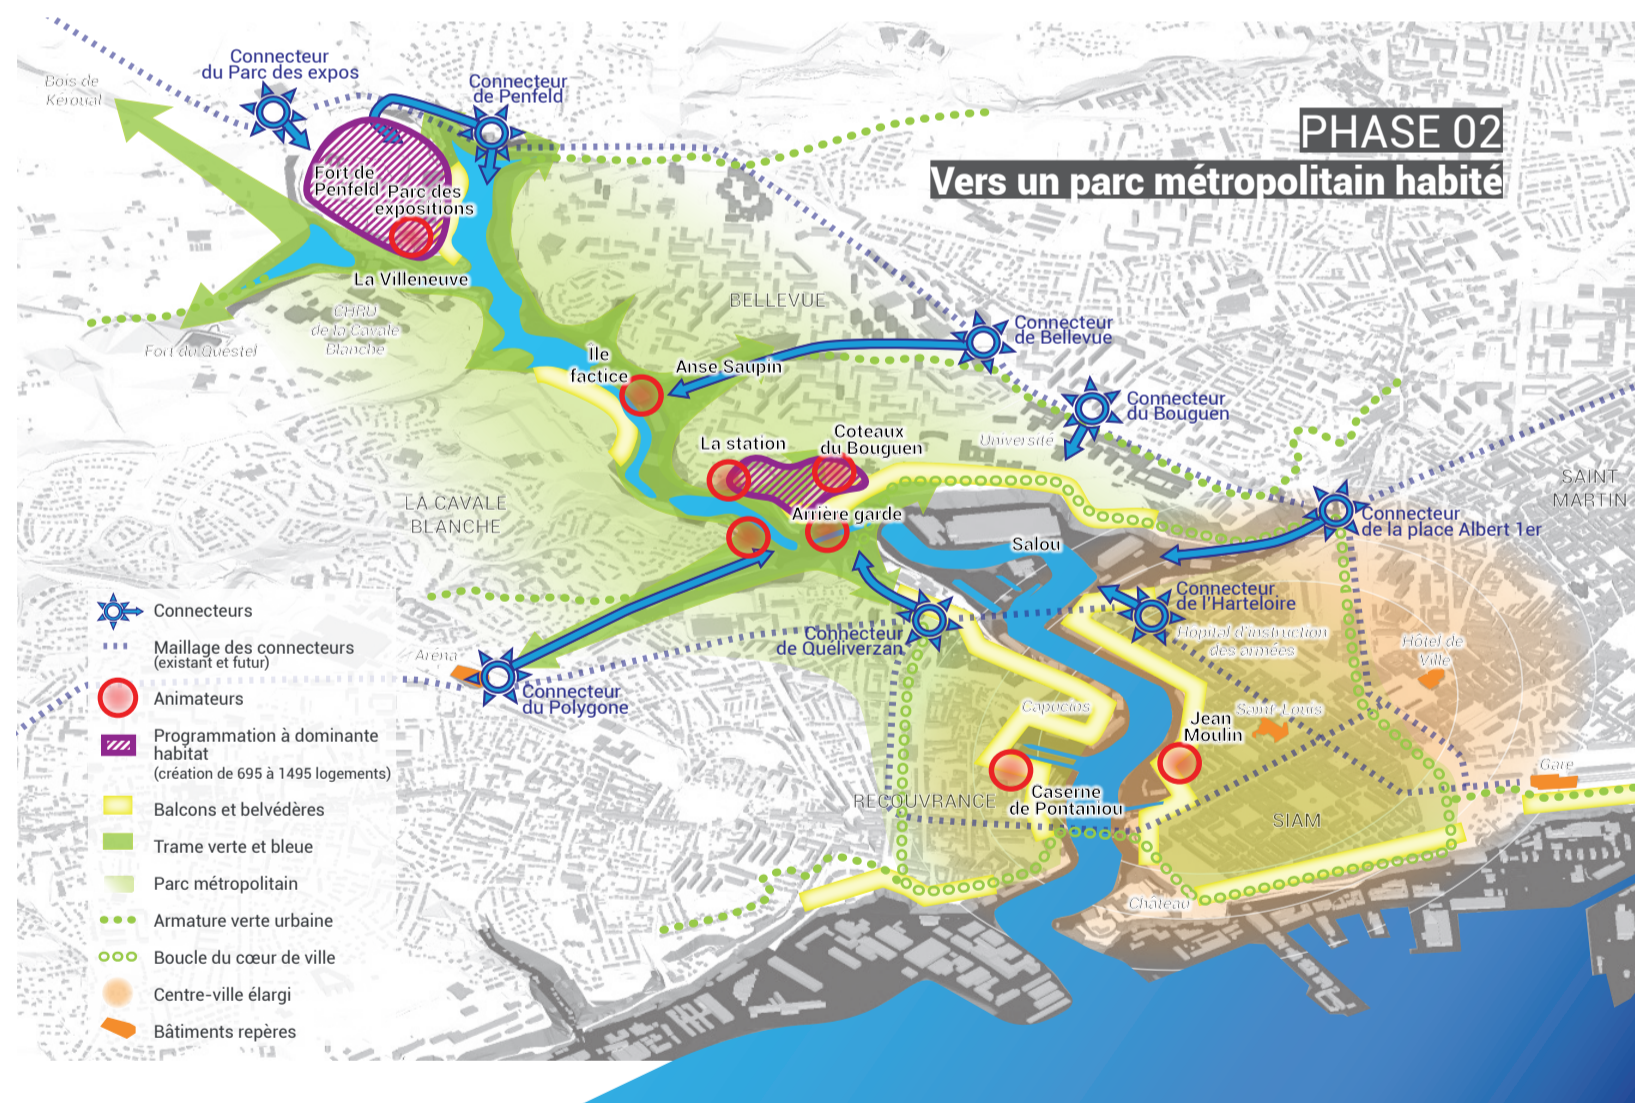 PHASE 02
Vers un parc métropolitain habité
Connecteur
du Parc des expos
Connecteur
de Penfeld
Bois de
Keroual
Fort de
Penfeld
Parc des
expositions
La Villeneuve
CHRU
de la Cavale
Blanche
Fort du Questel
BELLEVUE
Connecteur
de Bellevue
Île
factice
Anse Saupin
Connecteur
du Bouguen
Université
La station
Coteaux
du Bouguen
LA CAVALE
BLANCHE
Arrière garde
Salou
SAINT
MARTIN
Connecteur
de la place Albert 1er
Connecteur
de l'Harteloire
Hopital d'instruction
des armées
Hôtel de
Ville
Connecteur
de Quéliverzan
Aréna
Connecteur
du Polygone
Capucins
Saint-Louis
Jean
Moulin
Gare
Caserne
de Pontaniou
RECOUVRANCE
SIAM
Château
Connecteurs
Maillage des connecteurs
(existant et futur)
Animateurs
Programmation à dominante
habitat
(création de 695 à 1495 logements)
Balcons et belvédères
Trame verte et bleue
Parc métropolitain
Armature verte urbaine
Boucle du cœur de ville
Centre-ville élargi
Bâtiments repères